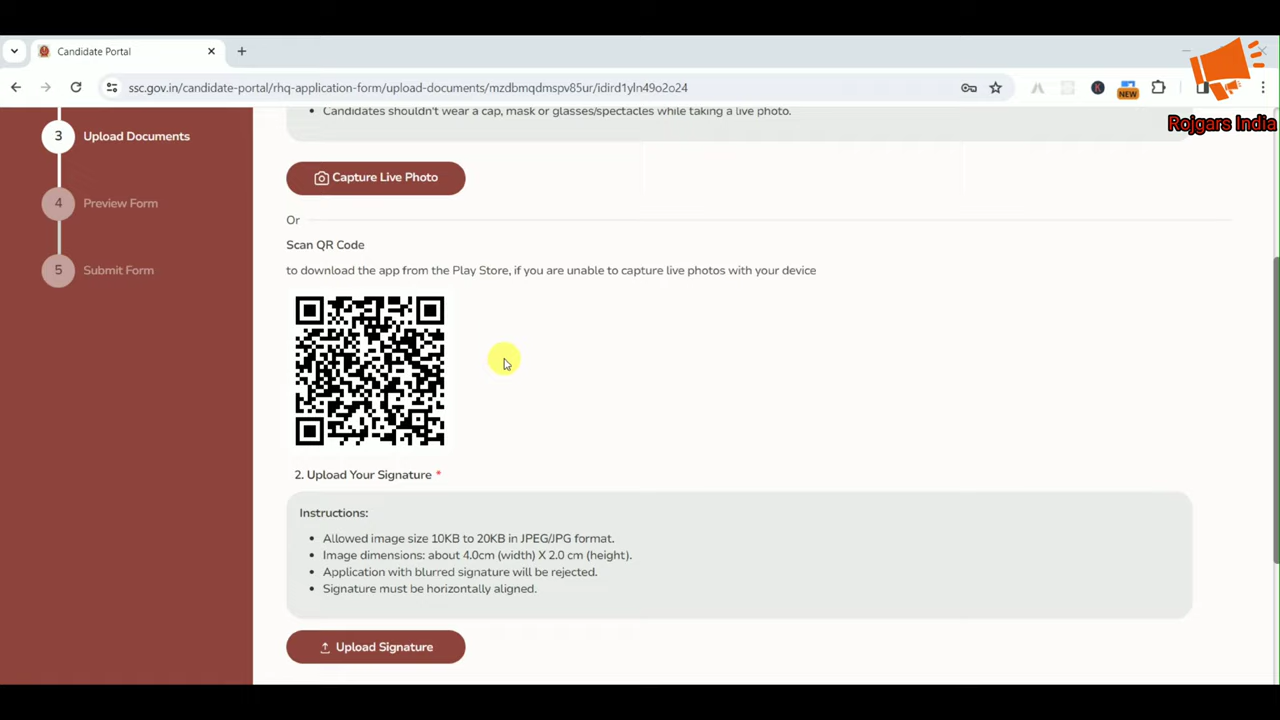 Candidate Portal
ssc.gov.in/candidate-portal/rhq-application-form/upload-documents/mzdbmqdmspv85ur/idird1yln49o2o24
NEW
Rojgars India
3 Upload Documents
4 Preview Form
5 Submit Form
Candidates shouldn't wear a cap, mask or glasses/spectacles while taking a live photo.
Capture Live Photo
Or
Scan QR Code
to download the app from the Play Store, if you are unable to capture live photos with your device
2. Upload Your Signature *
Instructions:
Allowed image size 10KB to 20KB in JPEG/JPG format.
Image dimensions: about 4.0cm (width) X 2.0 cm (height).
Application with blurred signature will be rejected.
Signature must be horizontally aligned.
Upload Signature